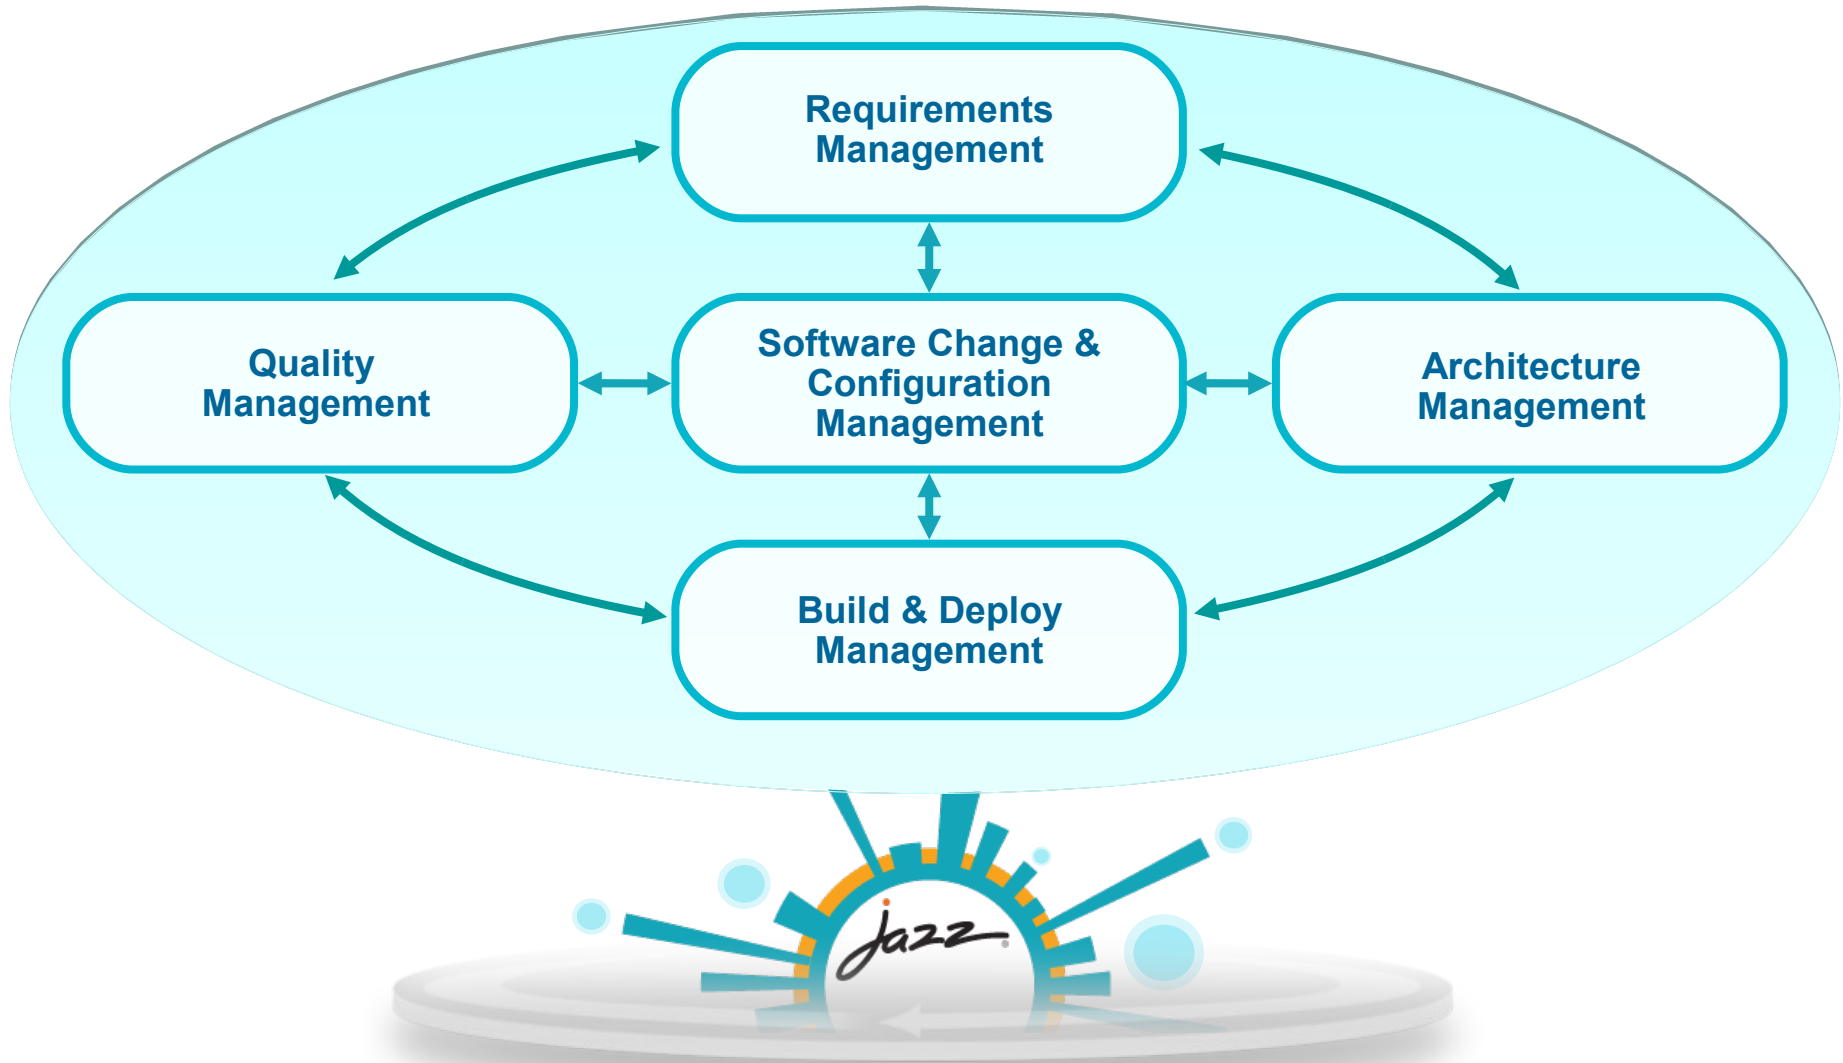 Requirements
Management
Quality
Management
Software Change &
Configuration
Management
Architecture
Management
Build & Deploy
Management
jazz